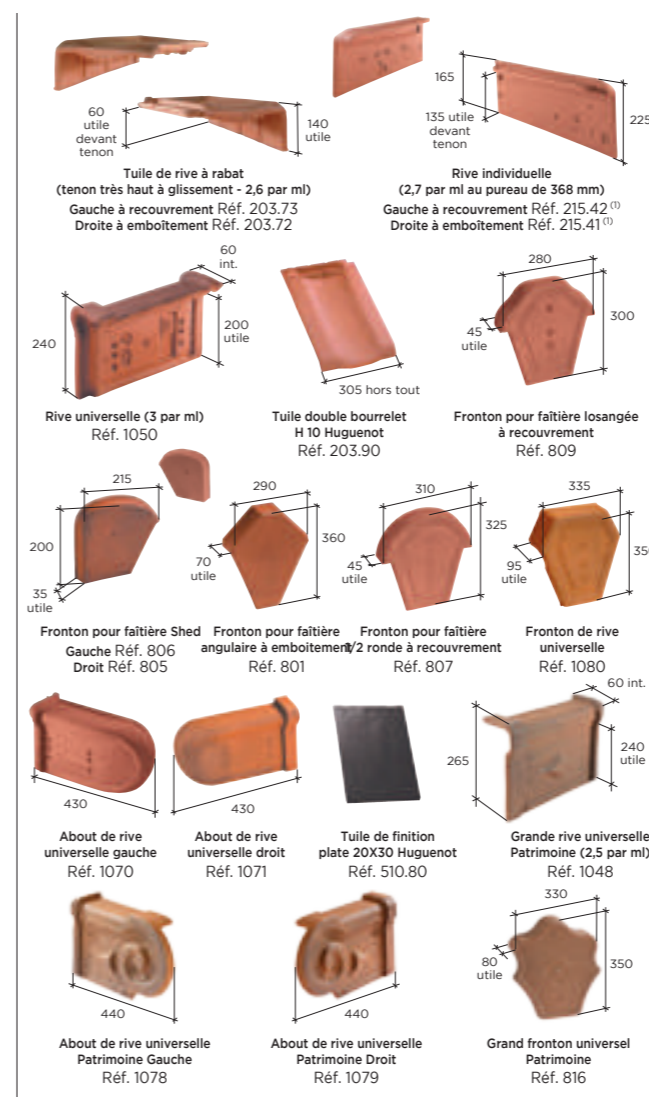 60
utile
devant
tenon
140
utile
Tuile de rive à rabat
(tenon très haut à glissement - 2,6 par ml)
Gauche à recouvrement Réf. 203.73
Droite à emboîtement Réf. 203.72
165
135 utile
devant
tenon
225
Rive individuelle
(2,7 par ml au pureau de 368 mm)
Gauche à recouvrement Réf. 215.42 (1)
Droite à emboîtement Réf. 215.41 (1)
60
int.
240
200
utile
Rive universelle (3 par ml)
Réf. 1050
305 hors tout
Tuile double bourrelet
H 10 Huguenot
Réf. 203.90
280
45
utile
300
Fronton pour faîtière losangée
à recouvrement
Réf. 809
215
200
35
utile
Fronton pour faîtière Shed
Gauche Réf. 806
Droit Réf. 805
290
70
utile
360
Fronton pour faîtière
angulaire à emboitement
Réf. 801
310
45
utile
325
Fronton pour faîtière
1/2 ronde à recouvrement
Réf. 807
335
95
utile
350
Fronton de rive
universelle
Réf. 1080
430
About de rive
universelle gauche
Réf. 1070
430
About de rive
universelle droit
Réf. 1071
Tuile de finition
plate 20X30 Huguenot
Réf. 510.80
60 int.
265
240
utile
Grande rive universelle
Patrimoine (2,5 par ml)
Réf. 1048
440
About de rive universelle
Patrimoine Gauche
Réf. 1078
440
About de rive universelle
Patrimoine Droit
Réf. 1079
330
80
utile
350
Grand fronton universel
Patrimoine
Réf. 816